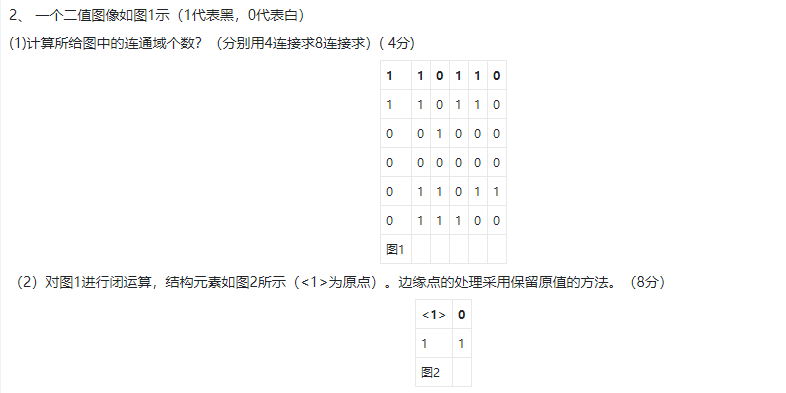 2、 一个二值图像如图1示（1代表黑，0代表白）
(1)计算所给图中的连通域个数？（分别用4连接求8连接求）( 4分)
1 1 0 1 1 0
1 1 0 1 1 0
0 0 1 0 0 0
0 0 0 0 0 0
0 1 1 0 1 1
0 1 1 1 0 0
图1
（2）对图1进行闭运算，结构元素如图2所示（<1>为原点）。边缘点的处理采用保留原值的方法。（8分）
<1> 0
1 1
图2